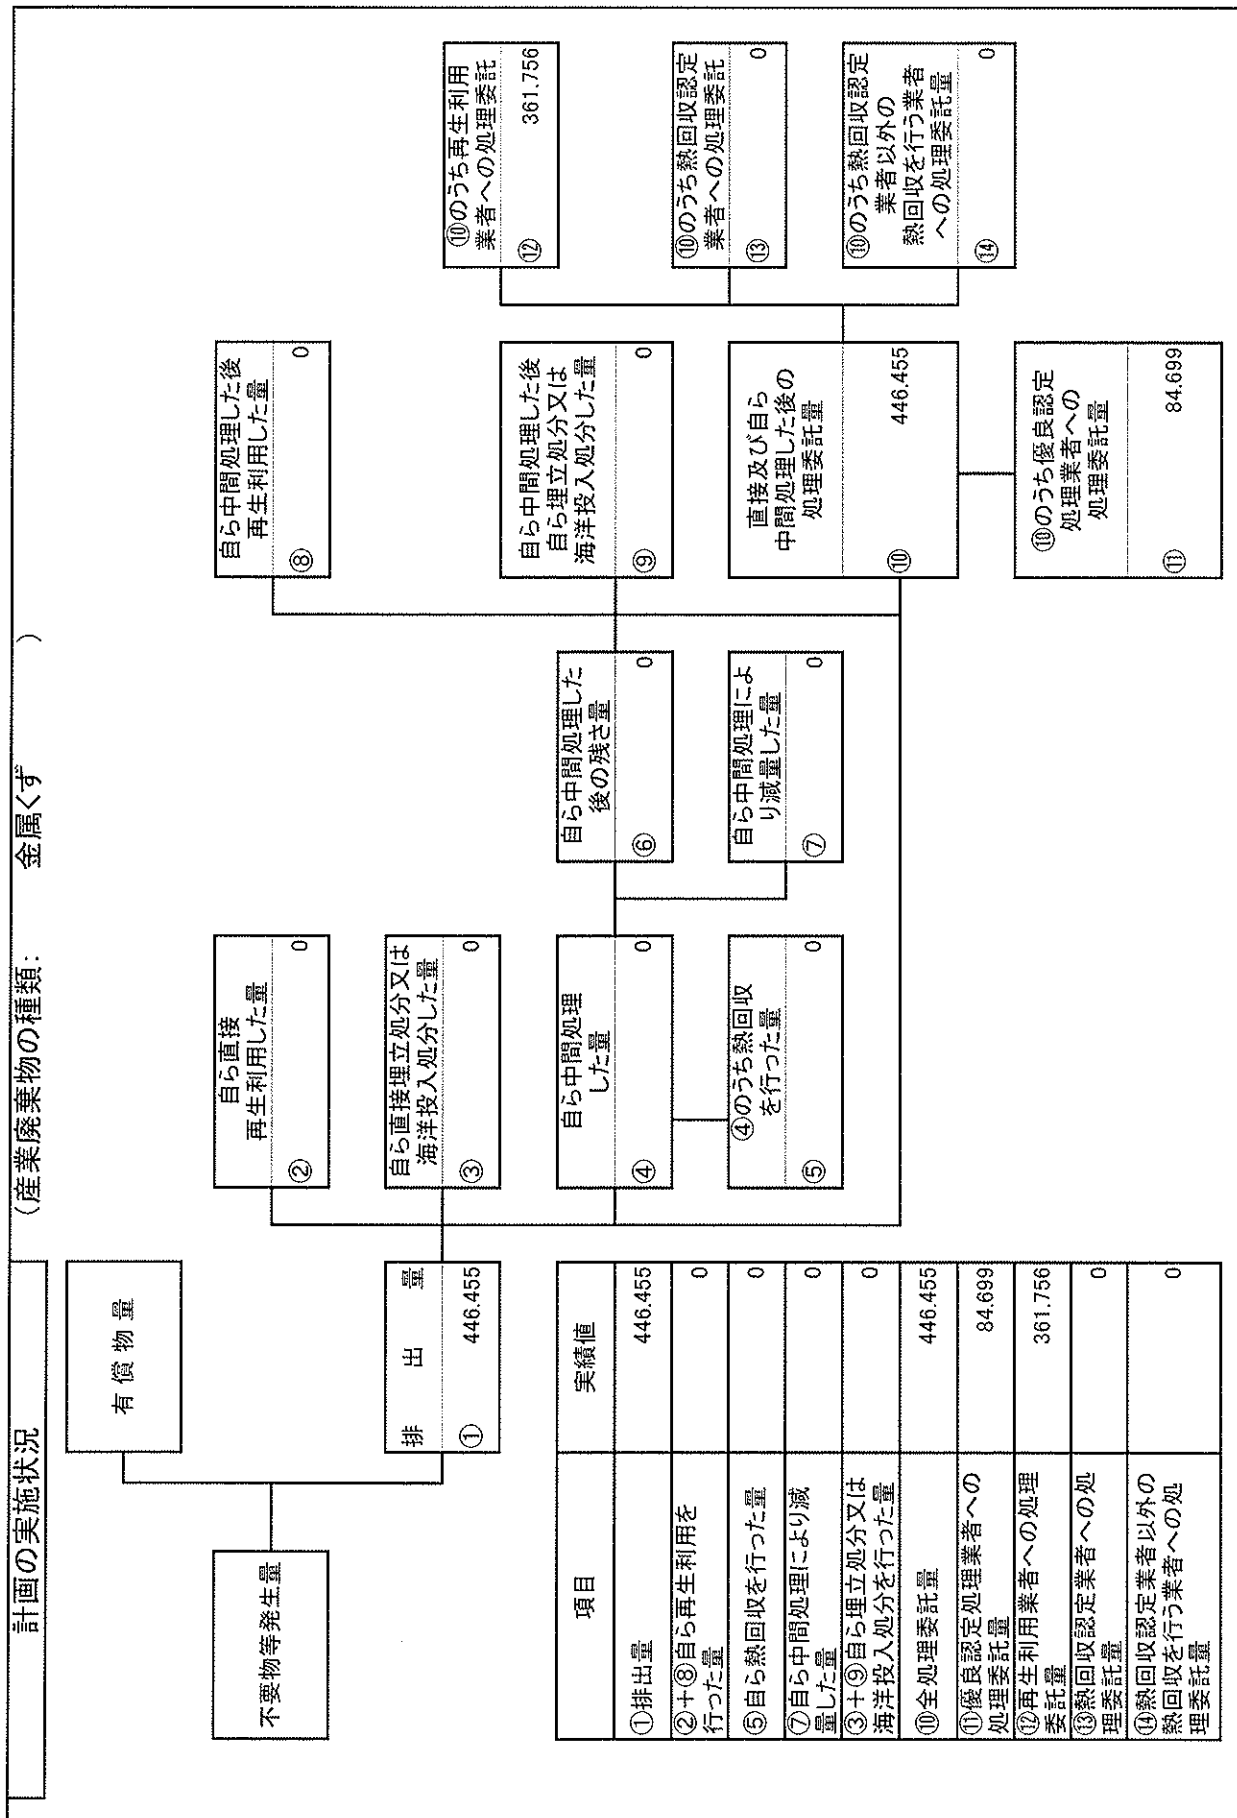 計画の実施状況
(産業廃棄物の種類: 金属くず )
不要物等発生量
有償物量
排出量
① 446.455
自ら直接
再生利用した量
② 0
自ら直接埋立処分又は
海洋投入処分した量
③ 0
自ら中間処理
した量
④ 0
④のうち熱回収
を行った量
⑤ 0
自ら中間処理した
後の残さ量
⑥ 0
自ら中間処理によ
り減量した量
⑦ 0
自ら中間処理した後
再生利用した量
⑧ 0
自ら中間処理した後
自ら埋立処分又は
海洋投入処分した量
⑨ 0
直接及び自ら
中間処理した後の
処理委託量
⑩ 446.455
⑩のうち優良認定
処理業者への
処理委託量
⑪ 84.699
⑩のうち再生利用
業者への処理委託
⑫ 361.756
⑩のうち熱回収認定
業者への処理委託
⑬ 0
⑩のうち熱回収認定
業者以外の
熱回収を行う業者
への処理委託量
⑭ 0
項目 実績値
①排出量 446.455
②+⑧自ら再生利用を
行った量 0
⑤自ら熱回収を行った量 0
⑦自ら中間処理により減
量した量 0
③+⑨自ら埋立処分又は
海洋投入処分を行った量 0
⑩全処理委託量 446.455
⑪優良認定処理業者への
処理委託量 84.699
⑫再生利用業者への処理
委託量 361.756
⑬熱回収認定業者への処
理委託量 0
⑭熱回収認定業者以外の
熱回収を行う業者への処
理委託量 0